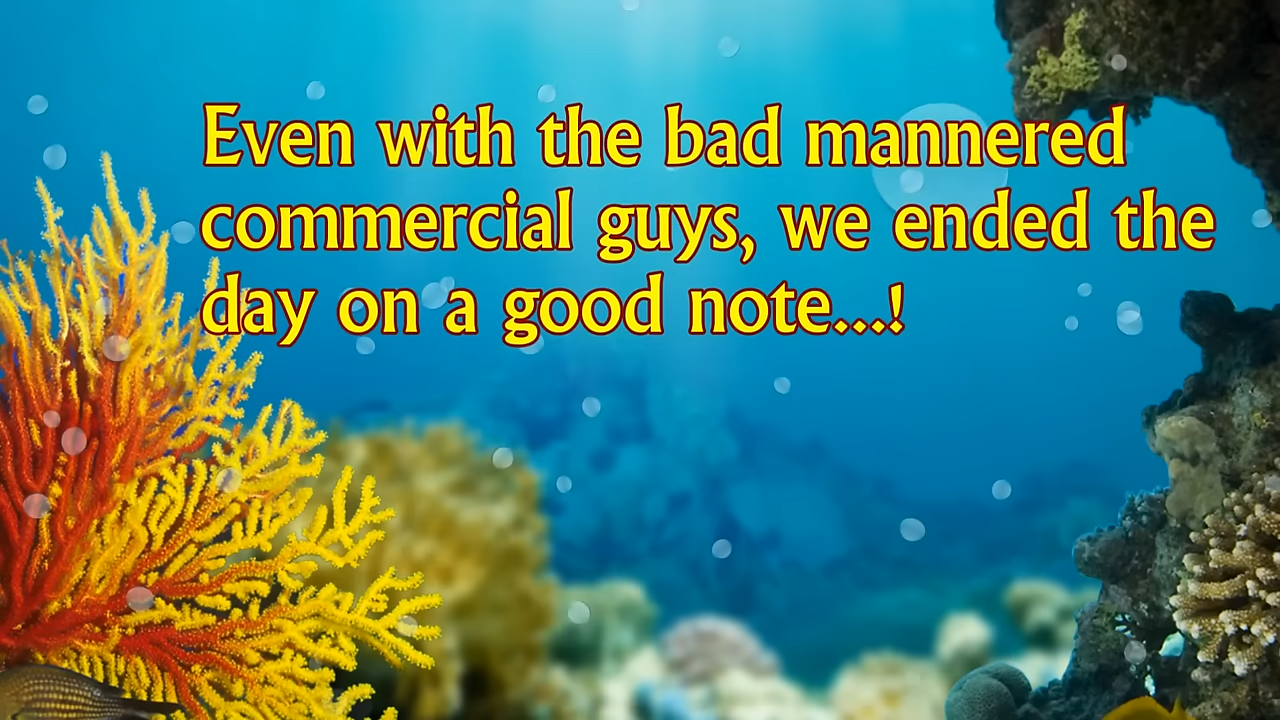 Even with the bad mannered
commercial guys, we ended the
day on a good note...!